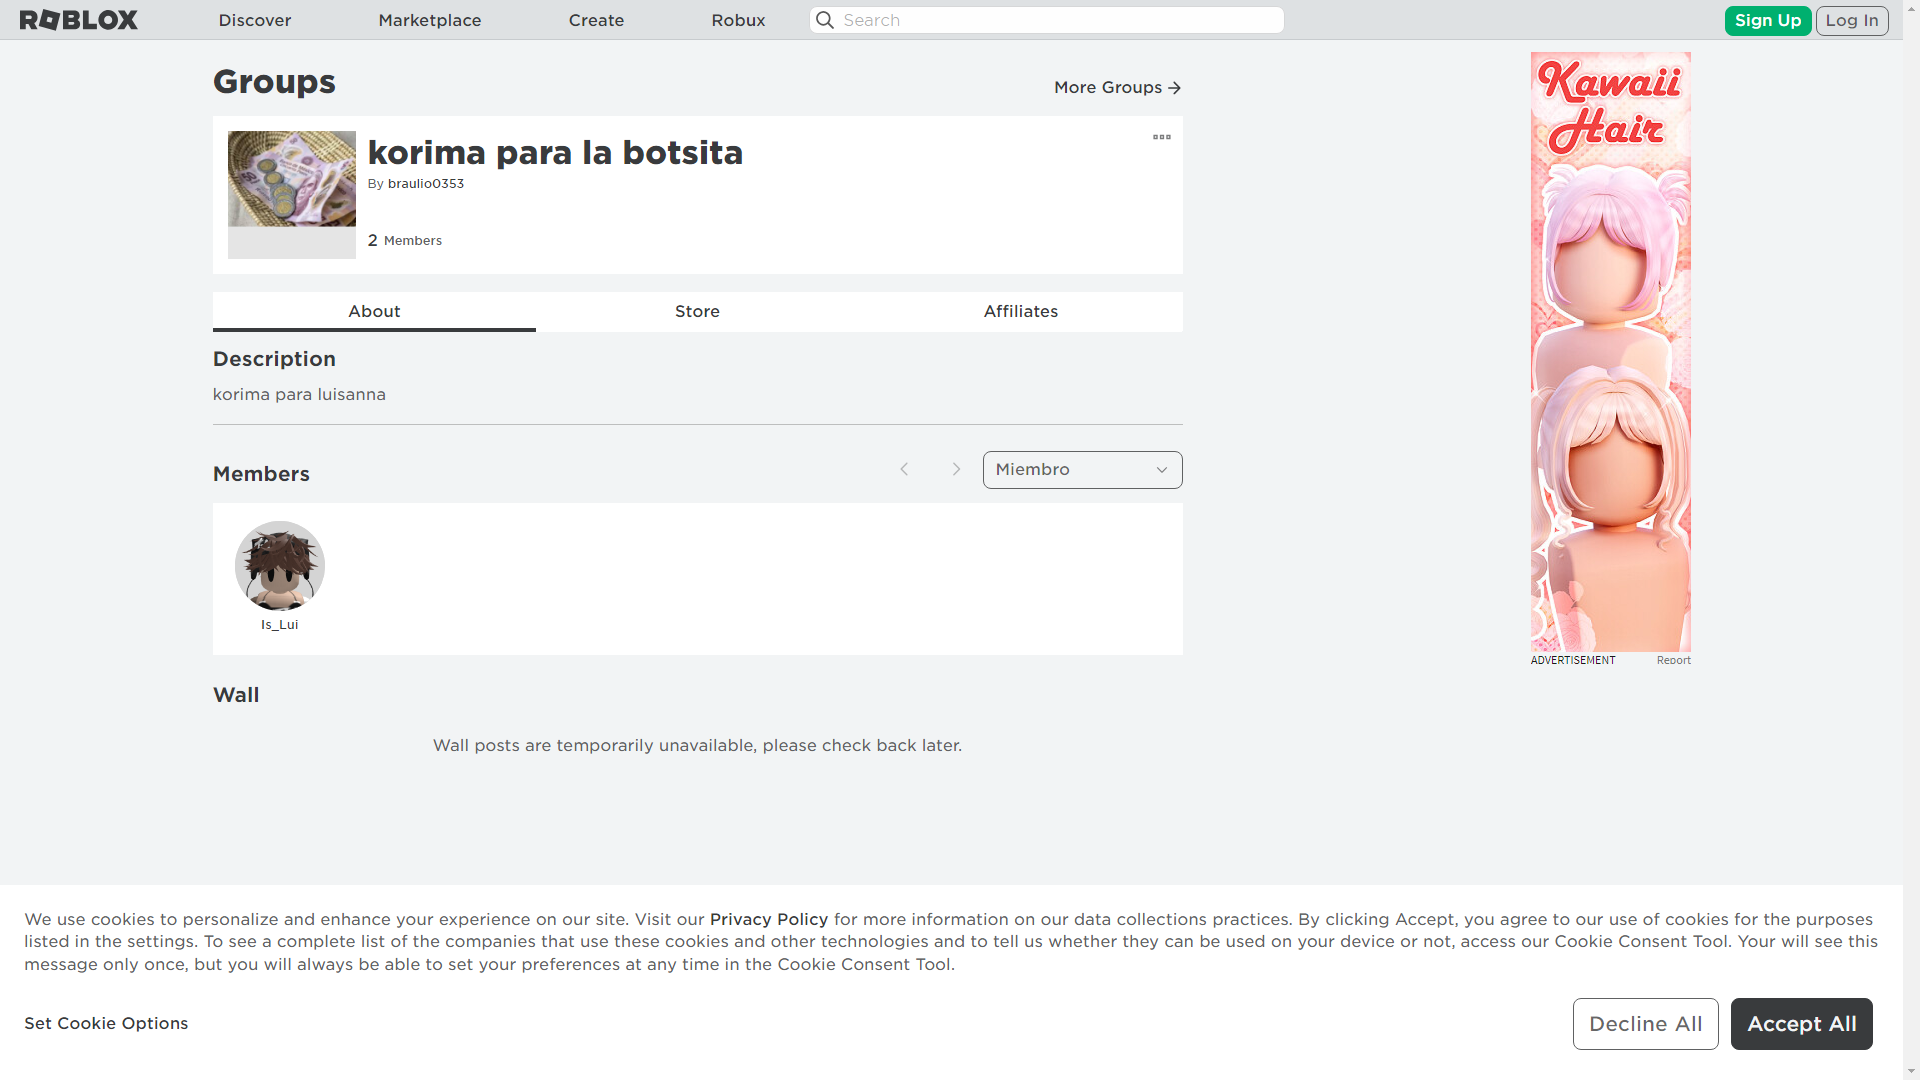 ROBLOX
Discover
Marketplace
Create
Robux
Search
Sign Up
Log In
Groups
More Groups
korima para la botsita
By braulio0353
2 Members
About
Store
Affiliates
Description
korima para luisanna
Members
Miembro
Is_Lui
Wall
Wall posts are temporarily unavailable, please check back later.
Kawaii
Hair
ADVERTISEMENT
Report
We use cookies to personalize and enhance your experience on our site. Visit our Privacy Policy for more information on our data collections practices. By clicking Accept, you agree to our use of cookies for the purposes
listed in the settings. To see a complete list of the companies that use these cookies and other technologies and to tell us whether they can be used on your device or not, access our Cookie Consent Tool. Your will see this
message only once, but you will always be able to set your preferences at any time in the Cookie Consent Tool.
Set Cookie Options
Decline All
Accept All